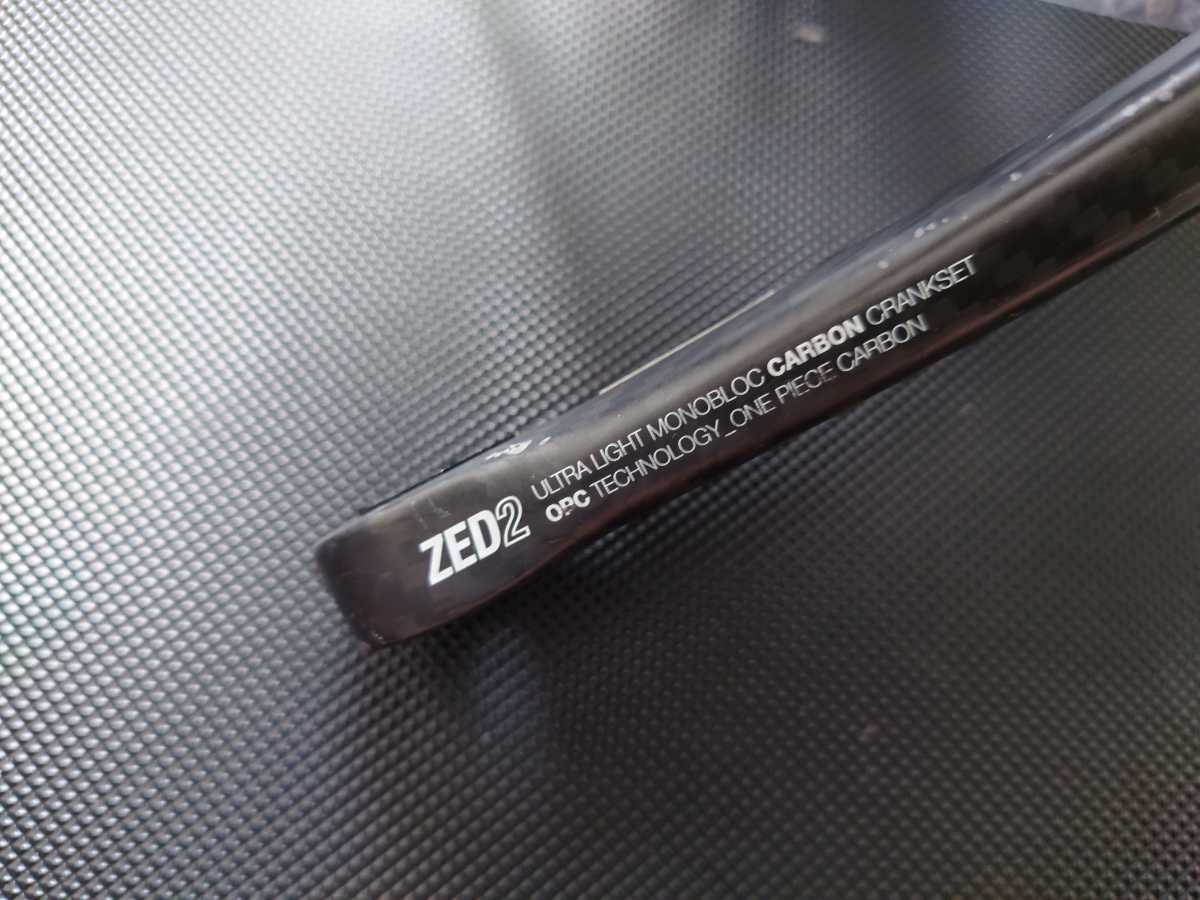 ZED2
ULTRA LIGHT MONOBLOC CARBON CRANKSET
OPC TECHNOLOGY_ONE PIECE CARBON